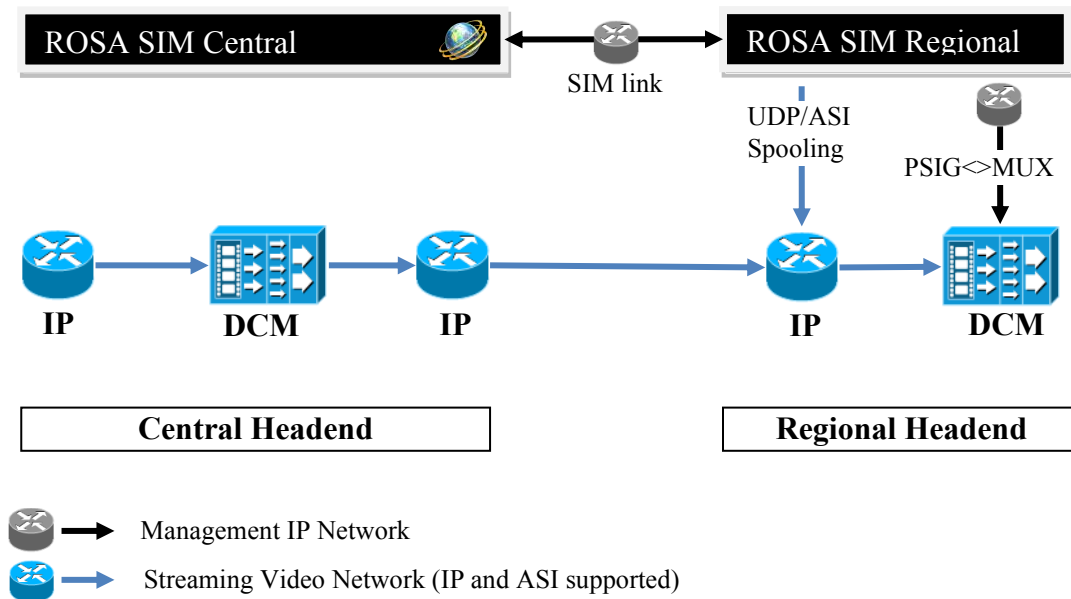 ROSA SIM Central
ROSA SIM Regional
SIM link
UDP/ASI
Spooling
PSIG<>MUX
IP
DCM
IP
IP
DCM
Central Headend
Regional Headend
Management IP Network
Streaming Video Network (IP and ASI supported)